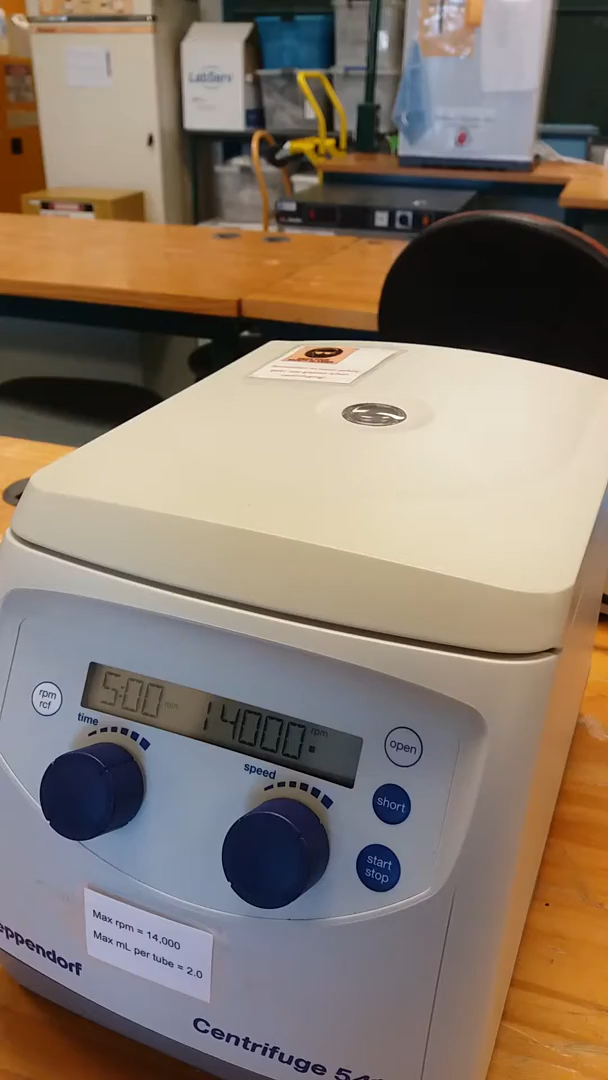 LabServ
rpm
rcf
time
5:00 min
14000 rpm
speed
open
short
start
stop
Max rpm = 14,000
Max mL per tube = 2.0
eppendorf
Centrifuge 54